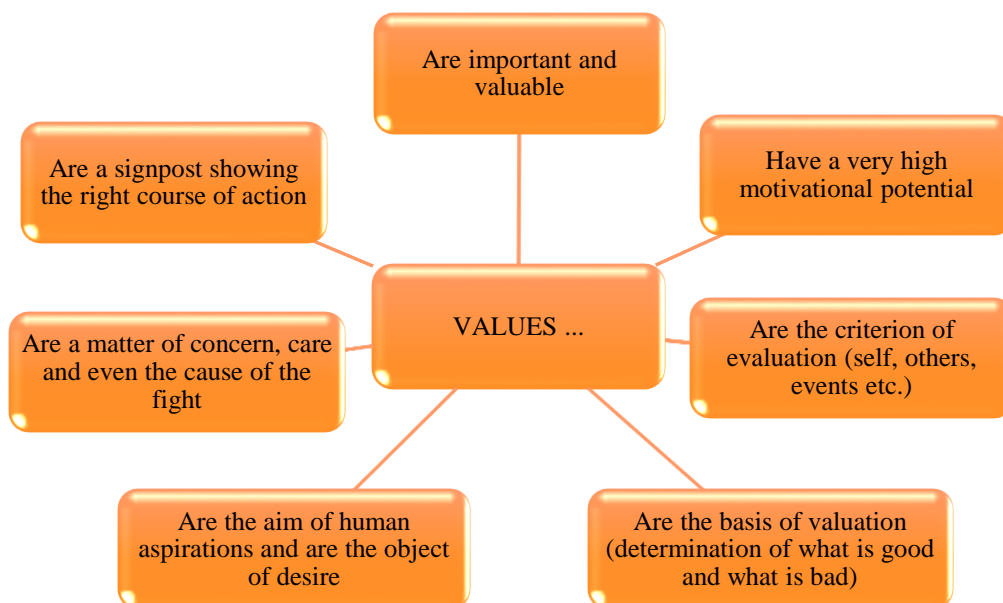 Are important and
valuable
Are a signpost showing
the right course of action
Have a very high
motivational potential
VALUES ...
Are a matter of concern, care
and even the cause of the
fight
Are the criterion of
evaluation (self, others,
events etc.)
Are the aim of human
aspirations and are the object
of desire
Are the basis of valuation
(determination of what is good
and what is bad)